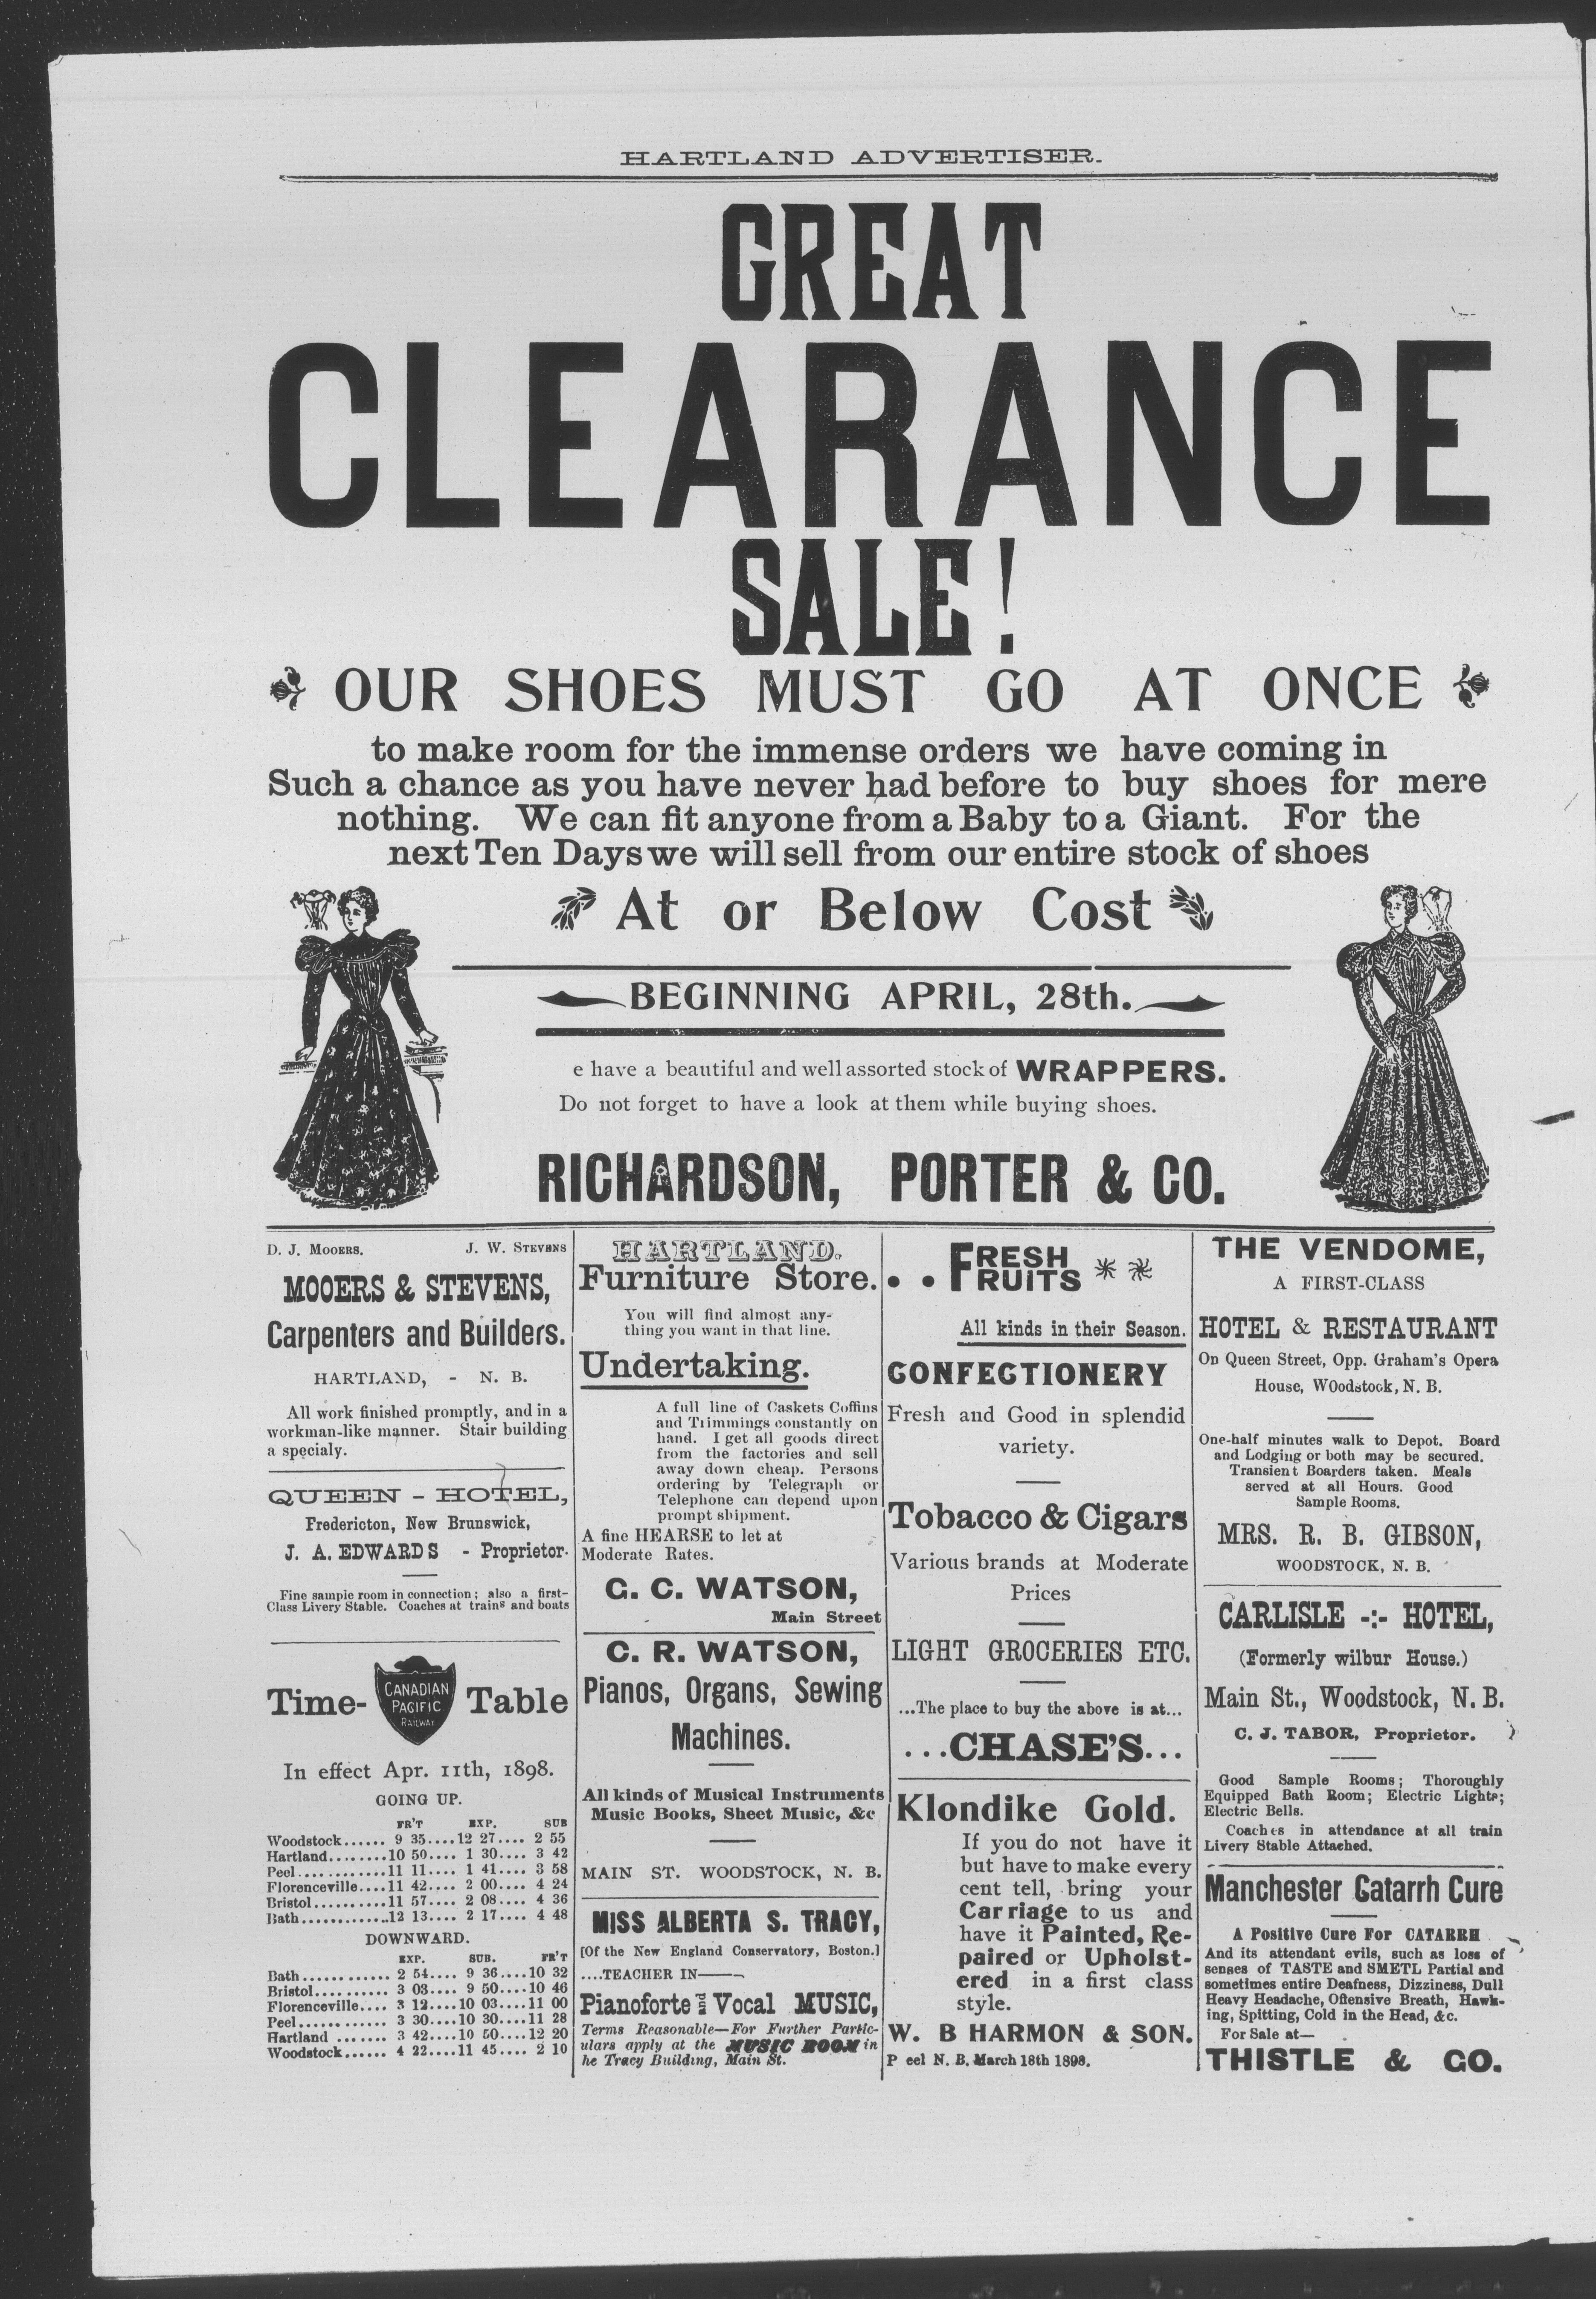 HARTLAND ADVERTISER.
GREAT
CLEARANCE
SALE!
OUR SHOES MUST GO AT ONCE
to make room for the immense orders we have coming in
Such a chance as you have never had before to buy shoes for mere
nothing. We can fit anyone from a Baby to a Giant. For the
next Ten Days we will sell from our entire stock of shoes
At or Below Cost
BEGINNING APRIL, 28th.
e have a beautiful and well assorted stock of WRAPPERS.
Do not forget to have a look at them while buying shoes.
RICHARDSON, PORTER & CO.
D. J. MOOERS. J. W. STEVENS
MOOERS & STEVENS,
Carpenters and Builders.
HARTLAND, - N. B.
All work finished promptly, and in a
workman-like manner. Stair building
a specialy.
QUEEN - HOTEL,
Fredericton, New Brunswick,
J. A. EDWARDS - Proprietor.
Fine sample room in connection; also a first-
Class Livery Stable. Coaches at trains and boats
Time- CANADIAN PACIFIC RAILWAY Table
In effect Apr. 11th, 1898.
GOING UP.
FR'T EXP. SUB
Woodstock...... 9 35....12 27.... 2 55
Hartland........10 50.... 1 30.... 3 42
Peel............11 11.... 1 41.... 3 58
Florenceville....11 42.... 2 00.... 4 24
Bristol..........11 57.... 2 08.... 4 36
Bath............12 13.... 2 17.... 4 48
DOWNWARD.
EXP. SUB. FR'T
Bath............ 2 54.... 9 36....10 32
Bristol.......... 3 03.... 9 50....10 46
Florenceville.... 3 12....10 03....11 00
Peel............ 3 30....10 30....11 28
Hartland ....... 3 42....10 50....12 20
Woodstock...... 4 22....11 45.... 2 10
HARTLAND.
Furniture Store.
You will find almost any-
thing you want in that line.
Undertaking.
A full line of Caskets Coffins
and Trimmings constantly on
hand. I get all goods direct
from the factories and sell
away down cheap. Persons
ordering by Telegraph or
Telephone can depend upon
prompt shipment.
A fine HEARSE to let at
Moderate Rates.
G. C. WATSON,
Main Street
C. R. WATSON,
Pianos, Organs, Sewing
Machines.
All kinds of Musical Instruments
Music Books, Sheet Music, &c
MAIN ST. WOODSTOCK, N. B.
MISS ALBERTA S. TRACY,
[Of the New England Conservatory, Boston.]
....TEACHER IN——
Pianoforte and Vocal MUSIC,
Terms Reasonable—For Further Partic-
ulars apply at the MUSIC ROOM in
he Tracy Building, Main St.
. . FRESH
FRUITS
All kinds in their Season.
CONFECTIONERY
Fresh and Good in splendid
variety.
Tobacco & Cigars
Various brands at Moderate
Prices
LIGHT GROCERIES ETC.
...The place to buy the above is at...
...CHASE'S...
Klondike Gold.
If you do not have it
but have to make every
cent tell, bring your
Carriage to us and
have it Painted, Re-
paired or Upholst-
ered in a first class
style.
W. B HARMON & SON.
P eel N. B. March 18th 1898.
THE VENDOME,
A FIRST-CLASS
HOTEL & RESTAURANT
On Queen Street, Opp. Graham's Opera
House, WOodstock, N. B.
One-half minutes walk to Depot. Board
and Lodging or both may be secured.
Transient Boarders taken. Meals
served at all Hours. Good
Sample Rooms.
MRS. R. B. GIBSON,
WOODSTOCK, N. B.
CARLISLE -:- HOTEL,
(Formerly wilbur House.)
Main St., Woodstock, N. B.
C. J. TABOR, Proprietor.
Good Sample Rooms; Thoroughly
Equipped Bath Room; Electric Lights;
Electric Bells.
Coaches in attendance at all train
Livery Stable Attached.
Manchester Catarrh Cure
A Positive Cure For CATARRH
And its attendant evils, such as loss of
senses of TASTE and SMETL Partial and
sometimes entire Deafness, Dizziness, Dull
Heavy Headache, Offensive Breath, Hawk-
ing, Spitting, Cold in the Head, &c.
For Sale at—
THISTLE & CO.